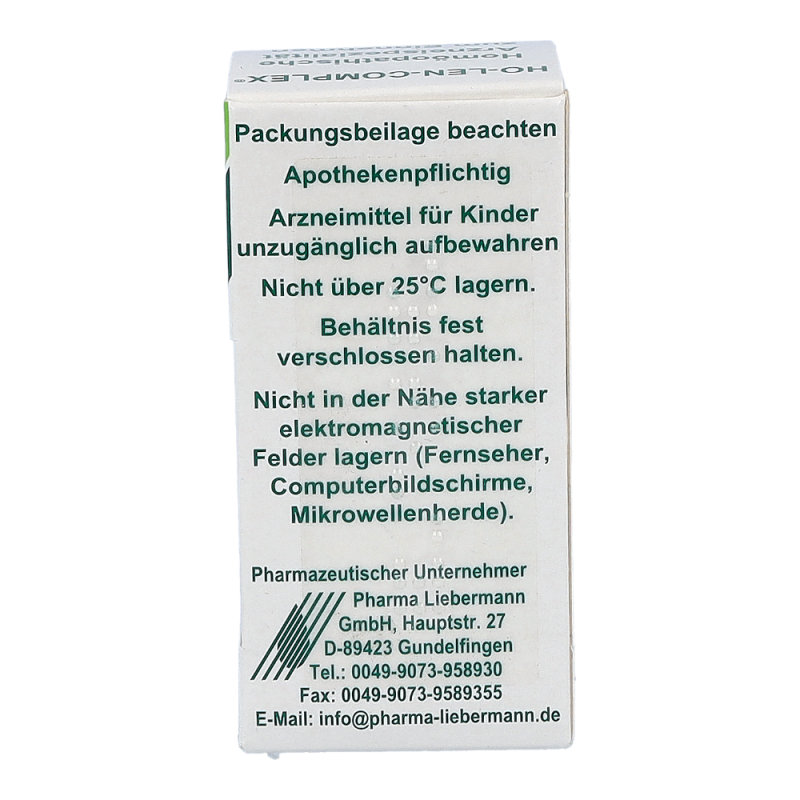 HO-LEN-COMPLEX®
Homöopathische
Arzneispezialität
zum Einnehmen
Packungsbeilage beachten
Apothekenpflichtig
Arzneimittel für Kinder
unzugänglich aufbewahren
Nicht über 25°C lagern.
Behältnis fest
verschlossen halten.
Nicht in der Nähe starker
elektromagnetischer
Felder lagern (Fernseher,
Computerbildschirme,
Mikrowellenherde).
Pharmazeutischer Unternehmer
Pharma Liebermann
GmbH, Hauptstr. 27
D-89423 Gundelfingen
Tel.: 0049-9073-958930
Fax: 0049-9073-9589355
E-Mail: info@pharma-liebermann.de